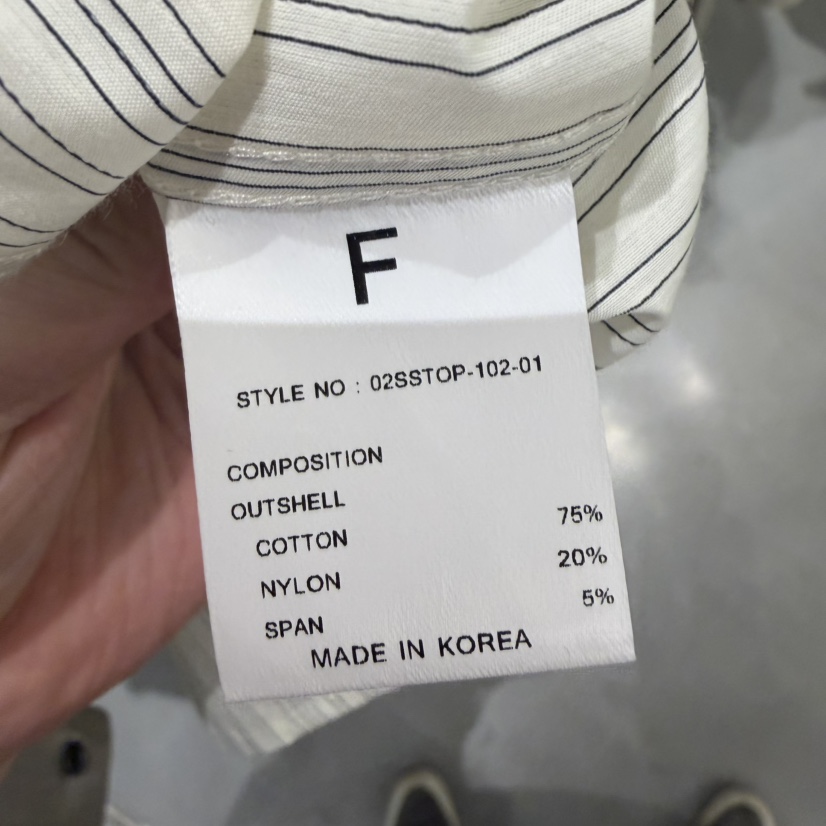 F
STYLE NO : 02SSTOP-102-01
COMPOSITION
OUTSHELL
COTTON 75%
NYLON 20%
SPAN 5%
MADE IN KOREA